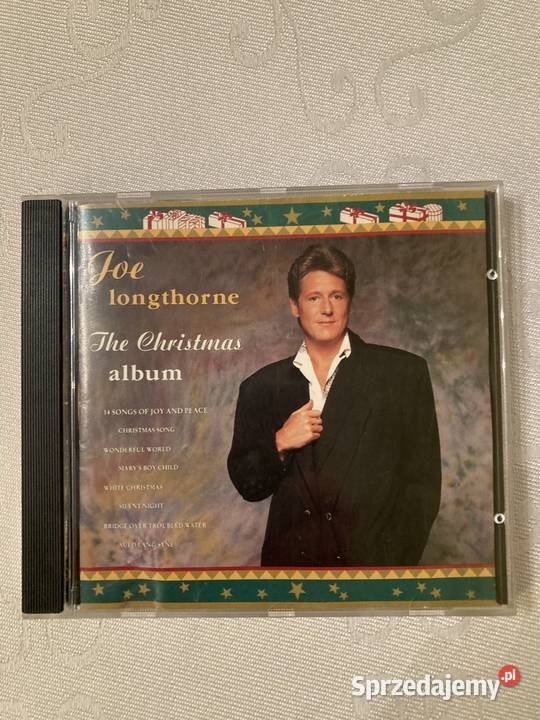 Joe
longthorne
The Christmas
album
14 SONGS OF JOY AND PEACE
CHRISTMAS SONG
WONDERFUL WORLD
MARY'S BOY CHILD
WHITE CHRISTMAS
SILENT NIGHT
BRIDGE OVER TROUBLED WATER
AULD LANG SYNE
Sprzedajemy.pl